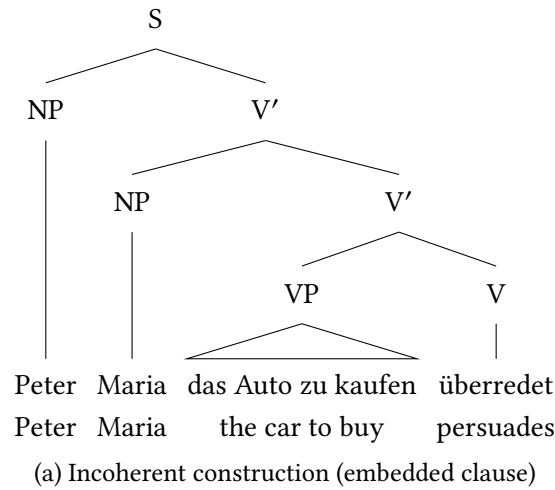 S
NP V′
NP V′
VP V
Peter Maria das Auto zu kaufen überredet
Peter Maria the car to buy persuades
(a) Incoherent construction (embedded clause)